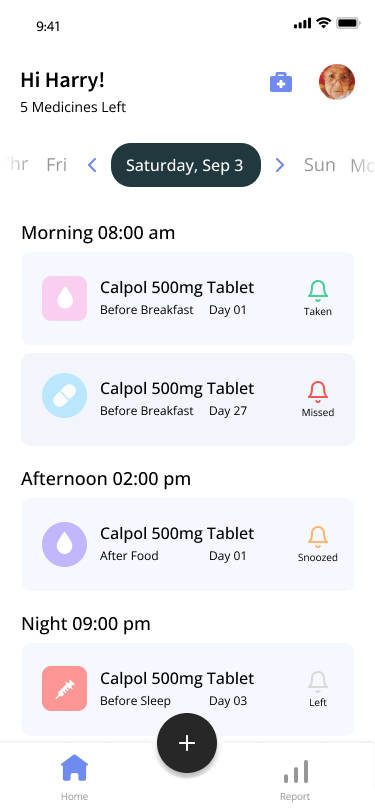 9:41
Hi Harry!
5 Medicines Left
Fri Saturday, Sep 3 Sun
Morning 08:00 am
Calpol 500mg Tablet
Before Breakfast Day 01
Taken
Calpol 500mg Tablet
Before Breakfast Day 27
Missed
Afternoon 02:00 pm
Calpol 500mg Tablet
After Food Day 01
Snoozed
Night 09:00 pm
Calpol 500mg Tablet
Before Sleep Day 03
Left
Home Report